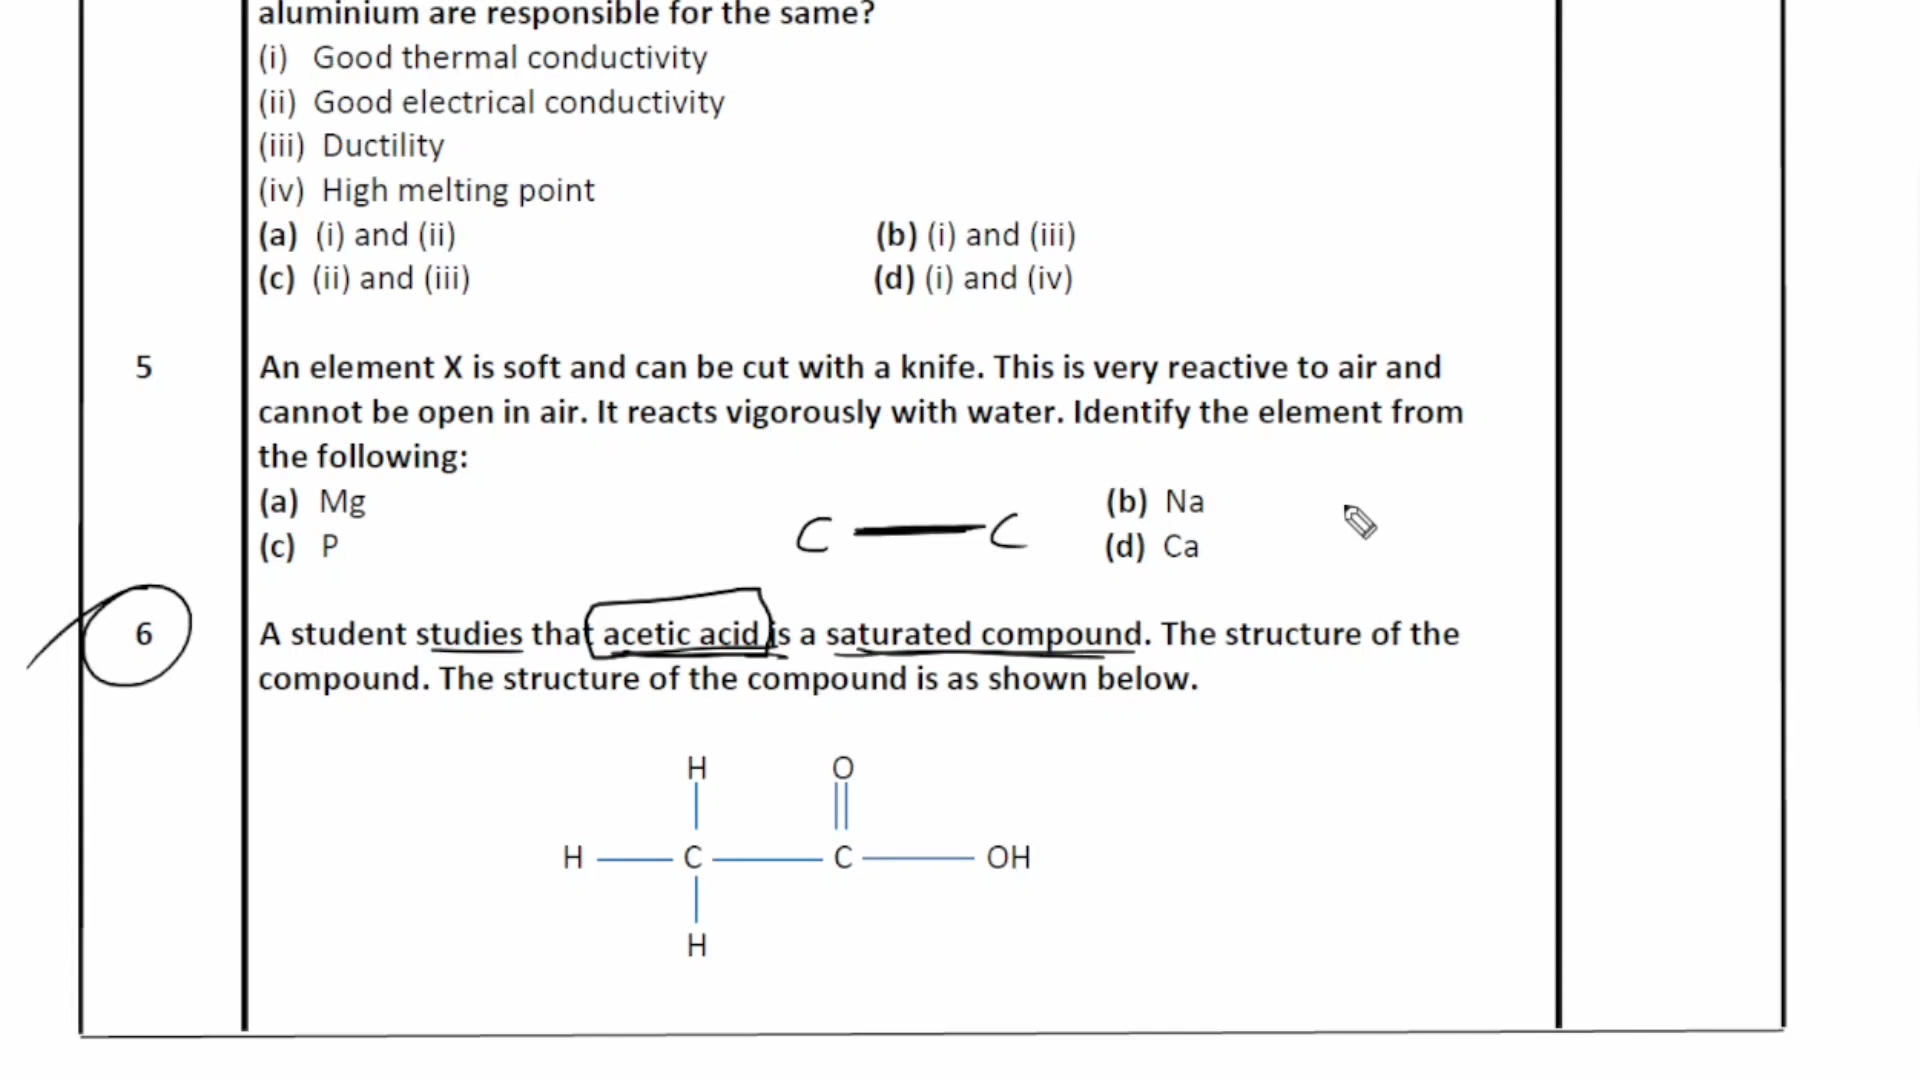 aluminium are responsible for the same?
(i) Good thermal conductivity
(ii) Good electrical conductivity
(iii) Ductility
(iv) High melting point
(a) (i) and (ii) (b) (i) and (iii)
(c) (ii) and (iii) (d) (i) and (iv)
5 An element X is soft and can be cut with a knife. This is very reactive to air and
cannot be open in air. It reacts vigorously with water. Identify the element from
the following:
(a) Mg (b) Na
(c) P (d) Ca
C — C
6 A student studies that acetic acid is a saturated compound. The structure of the
compound. The structure of the compound is as shown below.
H O
H C C OH
H